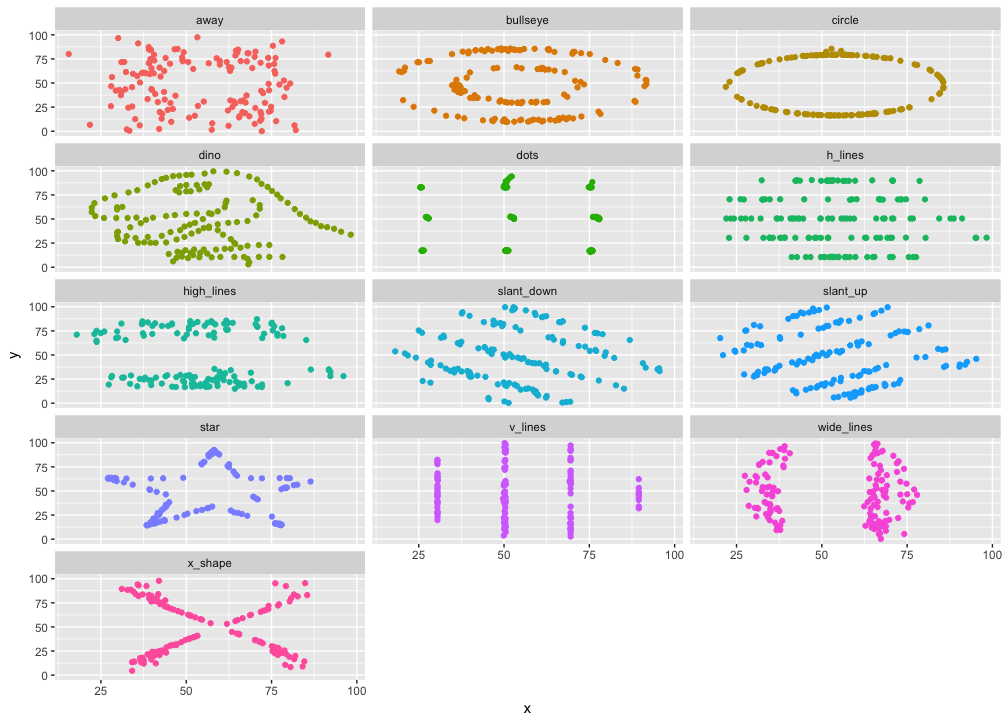 away bullseye circle
100
75
50
25
0
dino dots h_lines
100
75
50
25
0
high_lines slant_down slant_up
100
75
50
25
0
y
star v_lines wide_lines
100
75
50
25
0
25 50 75 100 25 50 75 100
x_shape
100
75
50
25
0
25 50 75 100
x